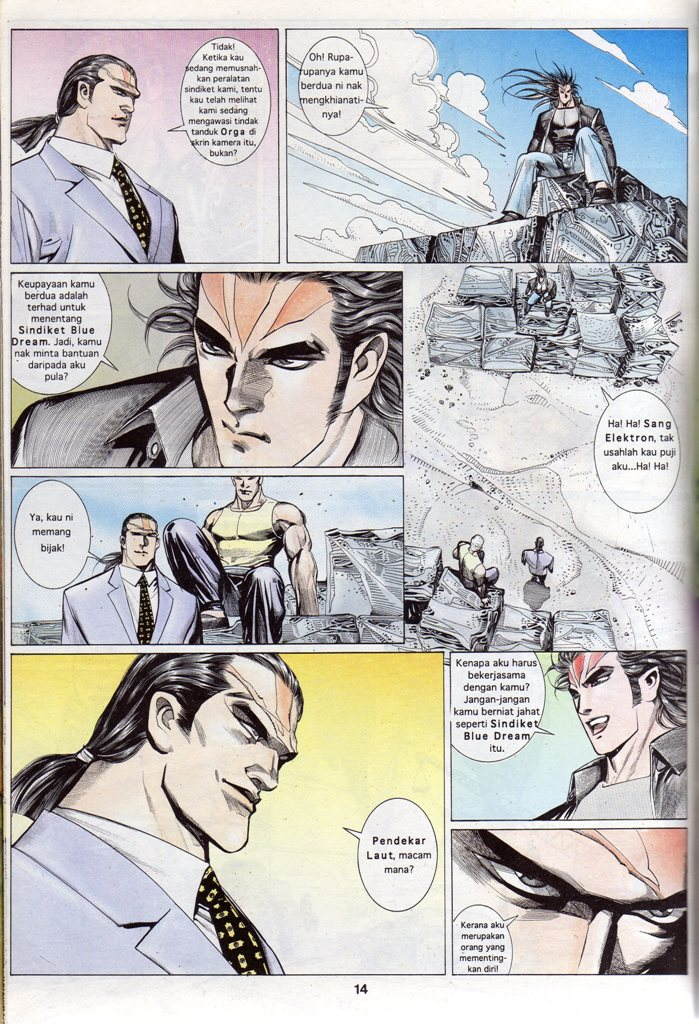 Tidak!
Ketika kau
sedang memusnah-
kan peralatan
sindiket kami, tentu
kau telah melihat
kami sedang
mengawasi tindak
tanduk Orga di
skrin kamera itu,
bukan?
Oh! Rupa-
rupanya kamu
berdua ni nak
mengkhianati-
nya!
Keupayaan kamu
berdua adalah
terhad untuk
menentang
Sindiket Blue
Dream. Jadi, kamu
nak minta bantuan
daripada aku
pula?
Ha! Ha! Sang
Elektron, tak
usahlah kau puji
aku...Ha! Ha!
Ya, kau ni
memang
bijak!
Pendekar
Laut, macam
mana?
Kenapa aku harus
bekerjasama
dengan kamu?
Jangan-jangan
kamu berniat jahat
seperti Sindiket
Blue Dream
itu.
Kerana aku
merupakan
orang yang
mementing-
kan diri!
14